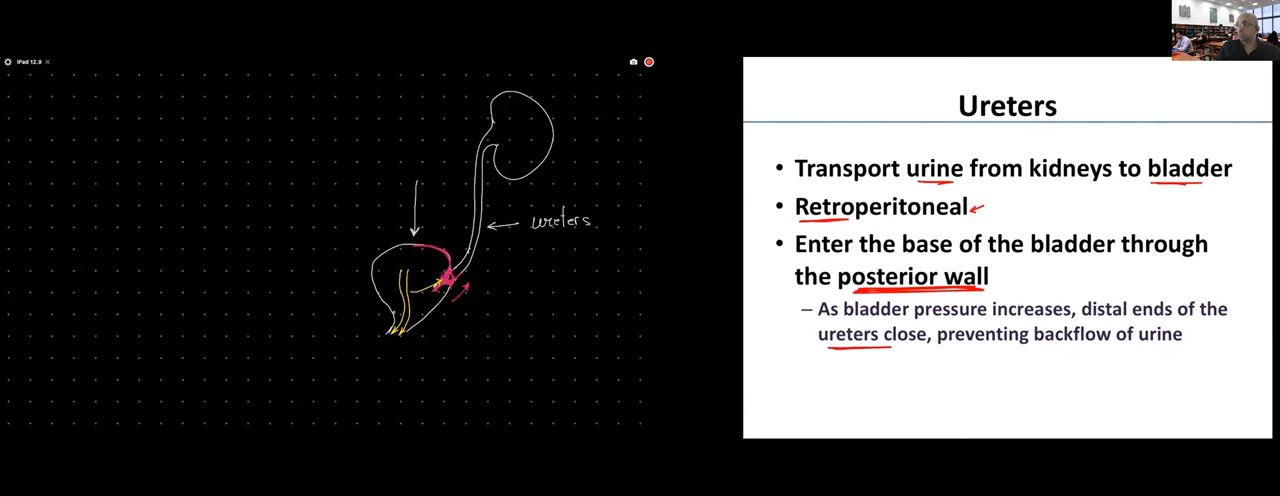 iPad 12.9
ureters
Ureters
• Transport urine from kidneys to bladder
• Retroperitoneal
• Enter the base of the bladder through
the posterior wall
– As bladder pressure increases, distal ends of the
ureters close, preventing backflow of urine